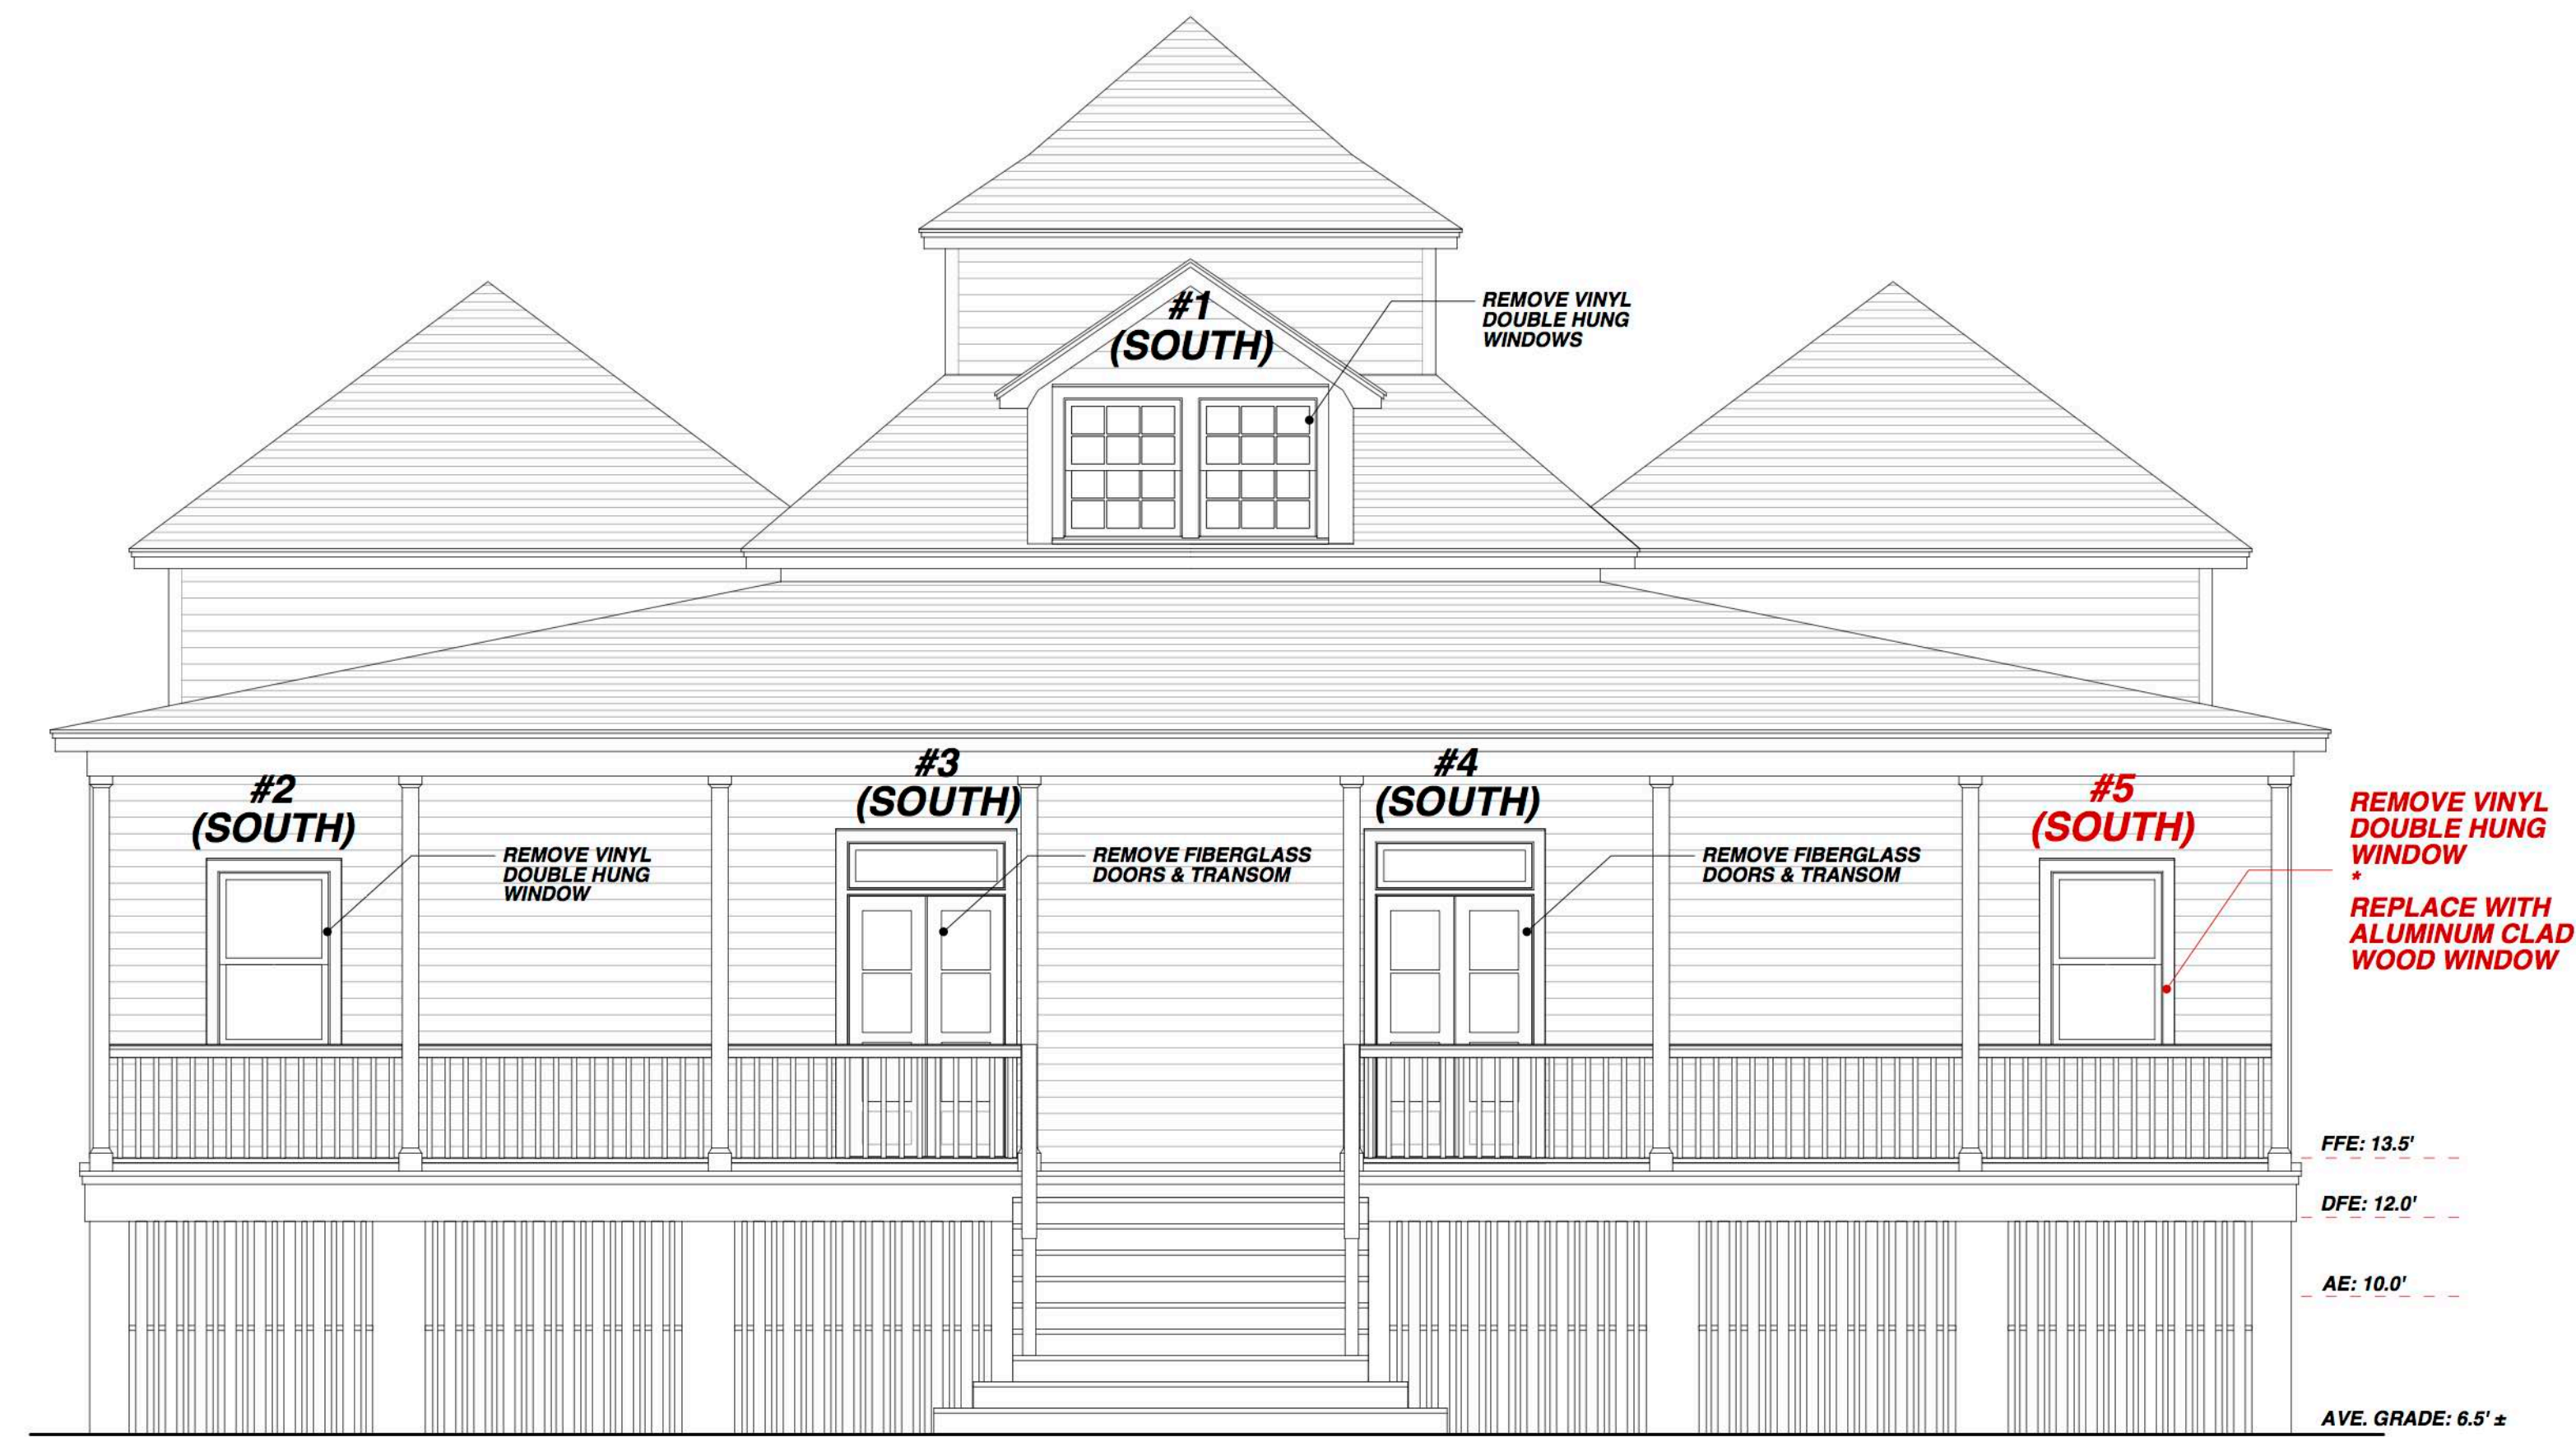 #1
(SOUTH)
REMOVE VINYL
DOUBLE HUNG
WINDOWS
#2
(SOUTH)
REMOVE VINYL
DOUBLE HUNG
WINDOW
#3
(SOUTH)
REMOVE FIBERGLASS
DOORS & TRANSOM
#4
(SOUTH)
REMOVE FIBERGLASS
DOORS & TRANSOM
#5
(SOUTH)
REMOVE VINYL
DOUBLE HUNG
WINDOW
*
REPLACE WITH
ALUMINUM CLAD
WOOD WINDOW
FFE: 13.5'
DFE: 12.0'
AE: 10.0'
AVE. GRADE: 6.5' ±